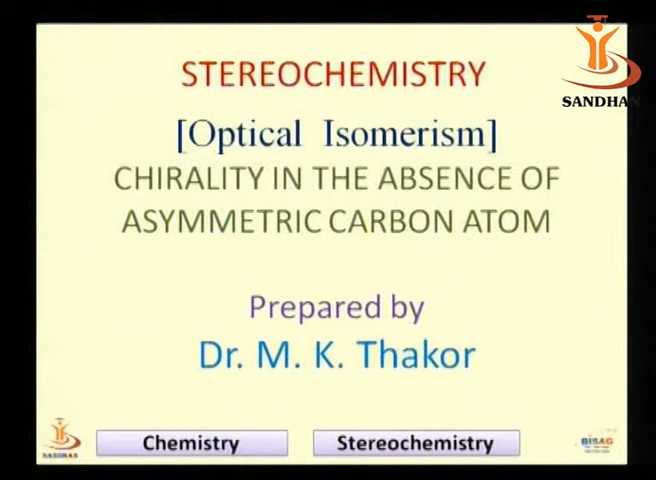 STEREOCHEMISTRY
SANDHAN
[Optical Isomerism]
CHIRALITY IN THE ABSENCE OF
ASYMMETRIC CARBON ATOM
Prepared by
Dr. M. K. Thakor
SANDHAN
Chemistry
Stereochemistry
BISAG